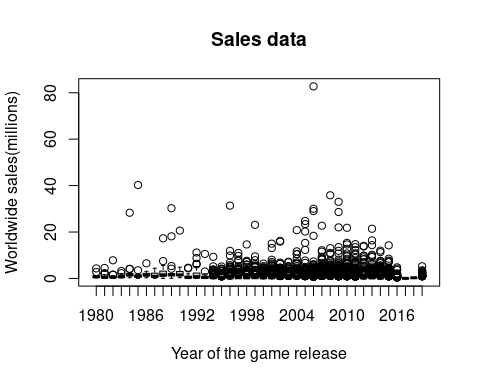 Sales data
Worldwide sales(millions)
80
60
40
20
0
1980 1986 1992 1998 2004 2010 2016
Year of the game release